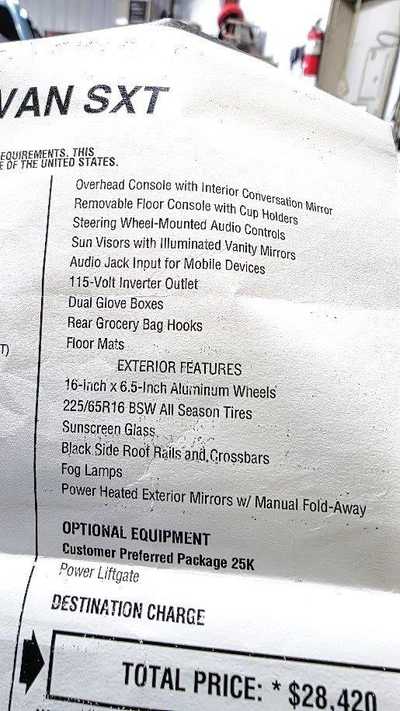 VAN SXT
EQUIREMENTS. THIS
E OF THE UNITED STATES.
Overhead Console with Interior Conversation Mirror
Removable Floor Console with Cup Holders
Steering Wheel-Mounted Audio Controls
Sun Visors with Illuminated Vanity Mirrors
Audio Jack Input for Mobile Devices
115-Volt Inverter Outlet
Dual Glove Boxes
Rear Grocery Bag Hooks
T) Floor Mats
EXTERIOR FEATURES
16-Inch x 6.5-Inch Aluminum Wheels
225/65R16 BSW All Season Tires
Sunscreen Glass
Black Side Roof Rails and Crossbars
Fog Lamps
Power Heated Exterior Mirrors w/ Manual Fold-Away
OPTIONAL EQUIPMENT
Customer Preferred Package 25K
Power Liftgate
DESTINATION CHARGE
TOTAL PRICE: * $28,420